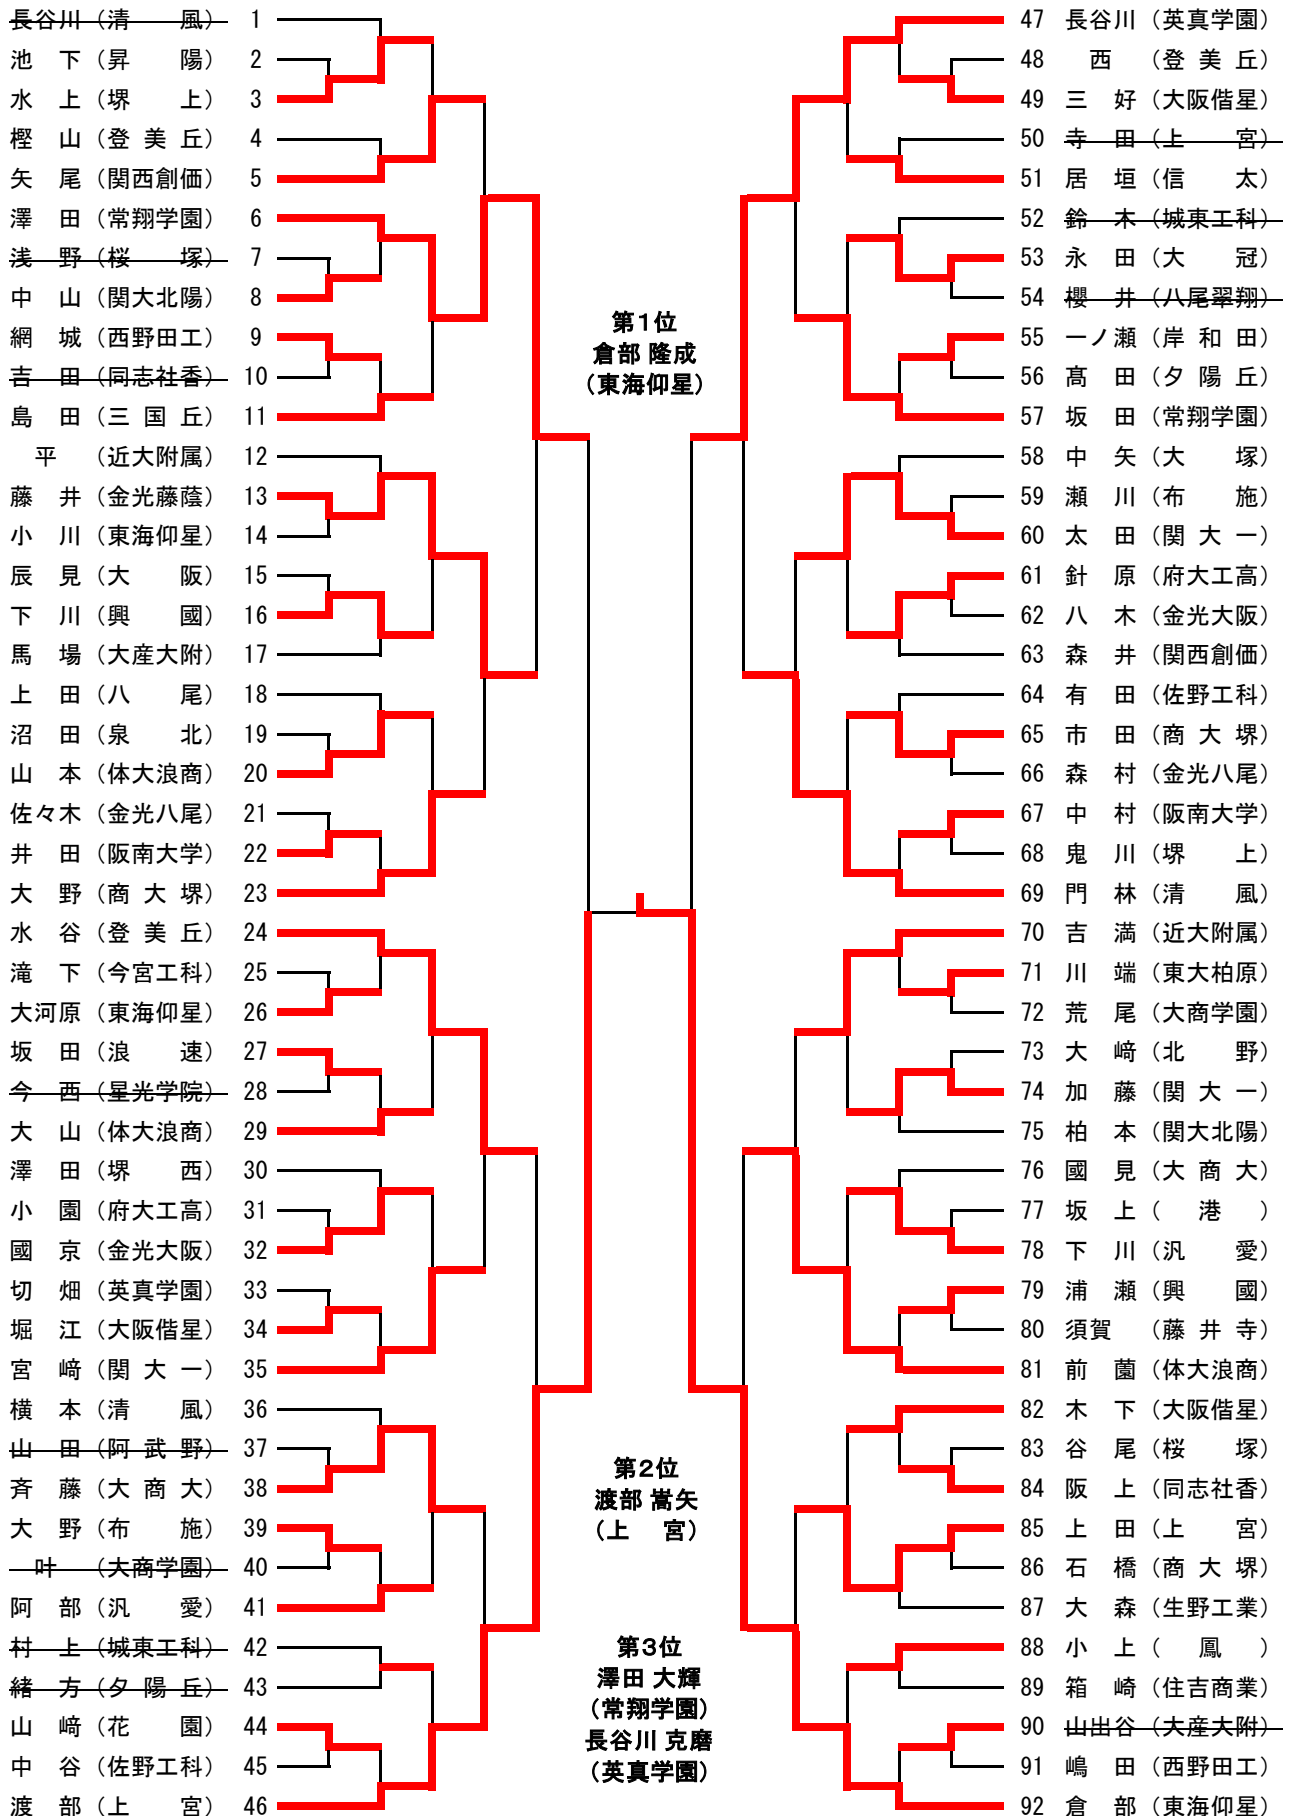 長谷川（清　　風） 1
池　下（昇　　陽） 2
水　上（堺　　上） 3
樫　山（登 美 丘） 4
矢　尾（関西創価） 5
澤　田（常翔学園） 6
浅　野（桜　　塚） 7
中　山（関大北陽） 8
網　城（西野田工） 9
吉　田（同志社香） 10
島　田（三 国 丘） 11
平　（近大附属） 12
藤　井（金光藤蔭） 13
小　川（東海仰星） 14
辰　見（大　　阪） 15
下　川（興　　國） 16
馬　場（大産大附） 17
上　田（八　　尾） 18
沼　田（泉　　北） 19
山　本（体大浪商） 20
佐々木（金光八尾） 21
井　田（阪南大学） 22
大　野（商 大 堺） 23
水　谷（登 美 丘） 24
滝　下（今宮工科） 25
大河原（東海仰星） 26
坂　田（浪　　速） 27
今　西（星光学院） 28
大　山（体大浪商） 29
澤　田（堺　　西） 30
小　園（府大工高） 31
國　京（金光大阪） 32
切　畑（英真学園） 33
堀　江（大阪偕星） 34
宮　﨑（関 大 一） 35
横　本（清　　風） 36
山　田（阿 武 野） 37
斉　藤（大 商 大） 38
大　野（布　　施） 39
叶　（大商学園） 40
阿　部（汎　　愛） 41
村　上（城東工科） 42
緒　方（夕 陽 丘） 43
山　﨑（花　　園） 44
中　谷（佐野工科） 45
渡　部（上　　宮） 46
第1位
倉部 隆成
（東海仰星）
第2位
渡部 嵩矢
（上　宮）
第3位
澤田 大輝
（常翔学園）
長谷川 克磨
（英真学園）
47 長谷川（英真学園）
48 西　（登 美 丘）
49 三　好（大阪偕星）
50 寺　田（上　　宮）
51 居　垣（信　　太）
52 鈴　木（城東工科）
53 永　田（大　　冠）
54 櫻　井（八尾翠翔）
55 一ノ瀬（岸 和 田）
56 髙　田（夕 陽 丘）
57 坂　田（常翔学園）
58 中　矢（大　　塚）
59 瀬　川（布　　施）
60 太　田（関 大 一）
61 針　原（府大工高）
62 八　木（金光大阪）
63 森　井（関西創価）
64 有　田（佐野工科）
65 市　田（商 大 堺）
66 森　村（金光八尾）
67 中　村（阪南大学）
68 鬼　川（堺　　上）
69 門　林（清　　風）
70 吉　満（近大附属）
71 川　端（東大柏原）
72 荒　尾（大商学園）
73 大　﨑（北　　野）
74 加　藤（関 大 一）
75 柏　本（関大北陽）
76 國　見（大 商 大）
77 坂　上（　港　）
78 下　川（汎　　愛）
79 浦　瀬（興　　國）
80 須賀　（藤 井 寺）
81 前　薗（体大浪商）
82 木　下（大阪偕星）
83 谷　尾（桜　　塚）
84 阪　上（同志社香）
85 上　田（上　　宮）
86 石　橋（商 大 堺）
87 大　森（生野工業）
88 小　上（　鳳　）
89 箱　崎（住吉商業）
90 山出谷（大産大附）
91 嶋　田（西野田工）
92 倉　部（東海仰星）